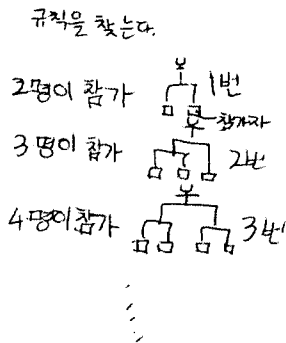 규칙을 찾는다.
2명이 참가 1번
참가자
3명이 참가 2번
4명이 참가 3번